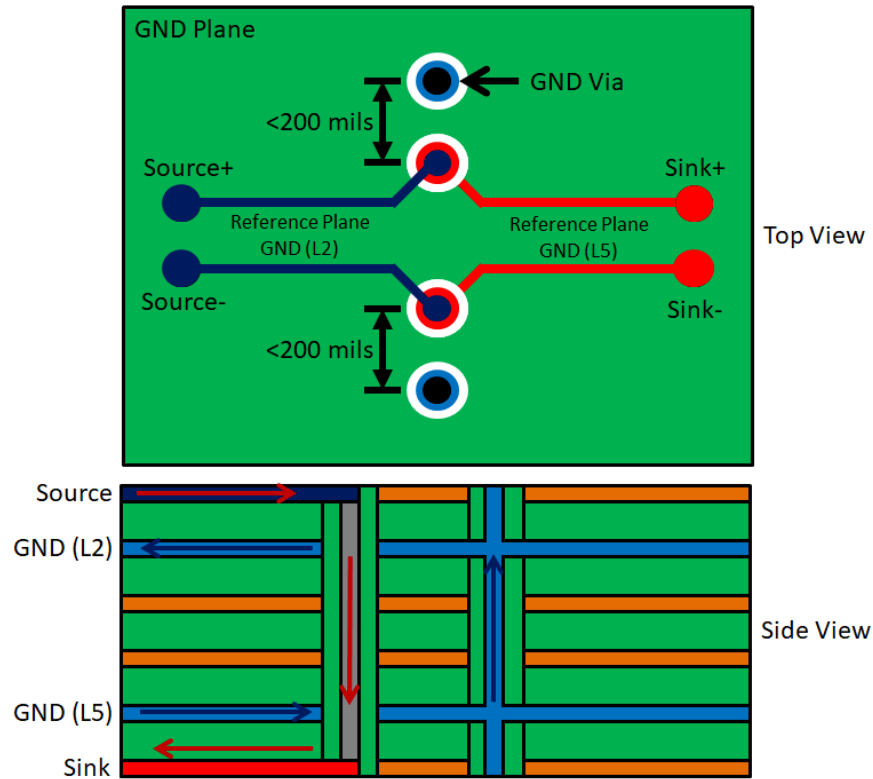 GND Plane
GND Via
<200 mils
Source+
Sink+
Reference Plane
GND (L2)
Reference Plane
GND (L5)
Top View
Source-
Sink-
<200 mils
Source
GND (L2)
Side View
GND (L5)
Sink